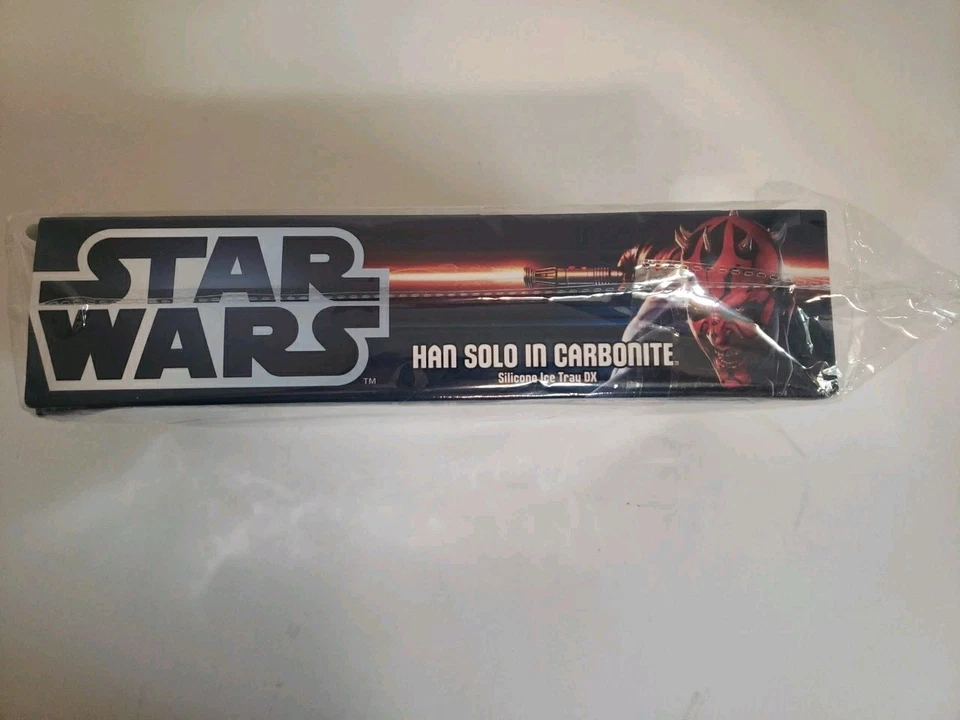 STAR
WARS
TM
HAN SOLO IN CARBONITE
Silicone Ice Tray DX